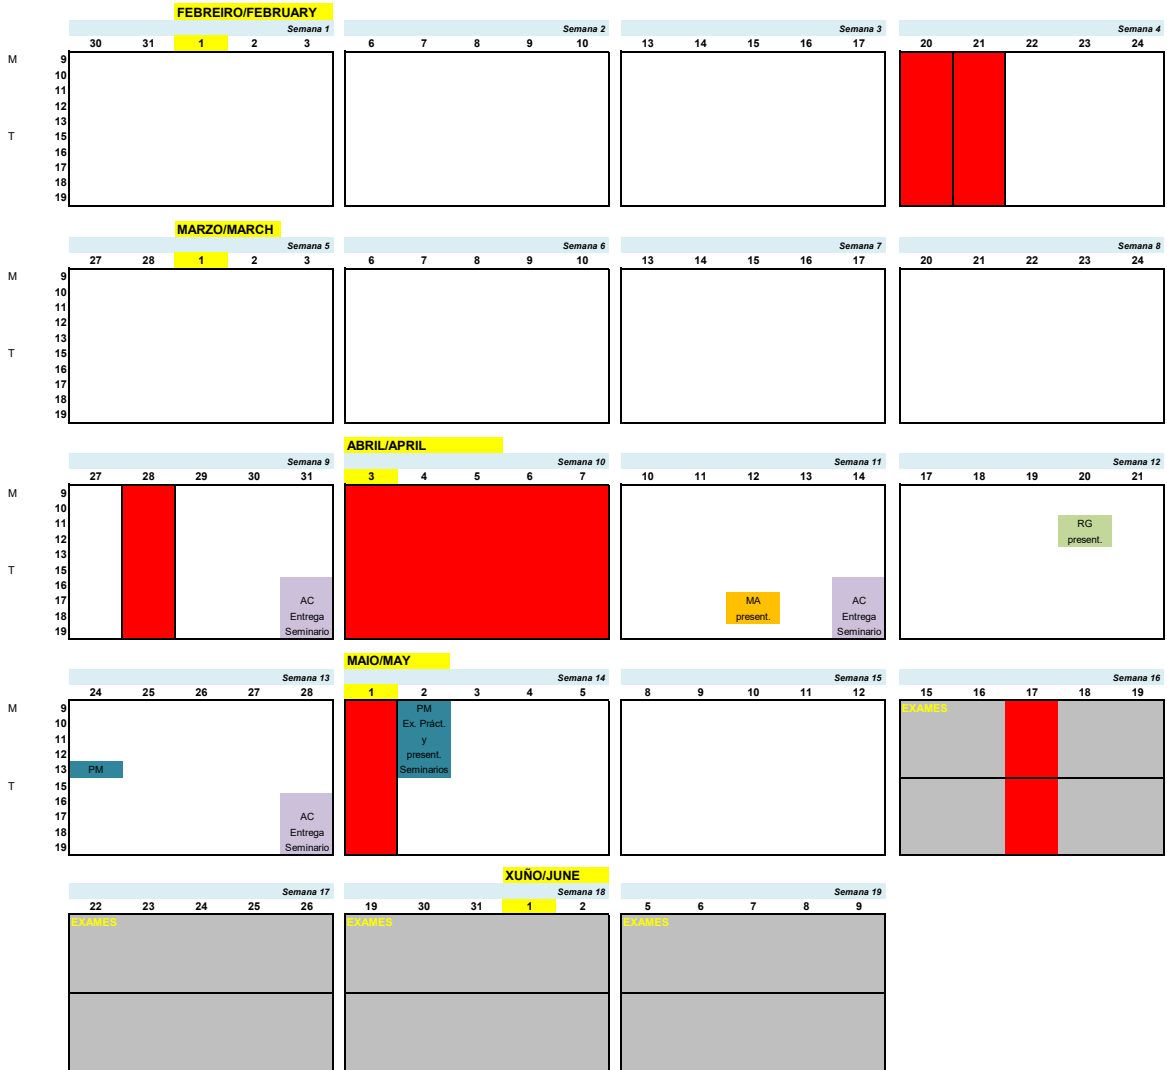 FEBREIRO/FEBRUARY
Semana 1 Semana 2 Semana 3 Semana 4
30 31 1 2 3 6 7 8 9 10 13 14 15 16 17 20 21 22 23 24
M 9
10
11
12
13
T 15
16
17
18
19
MARZO/MARCH
Semana 5 Semana 6 Semana 7 Semana 8
27 28 1 2 3 6 7 8 9 10 13 14 15 16 17 20 21 22 23 24
M 9
10
11
12
13
T 15
16
17
18
19
ABRIL/APRIL
Semana 9 Semana 10 Semana 11 Semana 12
27 28 29 30 31 3 4 5 6 7 10 11 12 13 14 17 18 19 20 21
M 9
10
11 RG
12 present.
13
T 15
16
17 AC MA AC
18 Entrega present. Entrega
19 Seminario Seminario
MAIO/MAY
Semana 13 Semana 14 Semana 15 Semana 16
24 25 26 27 28 1 2 3 4 5 8 9 10 11 12 15 16 17 18 19
M 9 PM EXAMES
10 Ex. Práct.
11 y
12 present.
13 PM Seminarios
T 15
16
17 AC
18 Entrega
19 Seminario
XUÑO/JUNE
Semana 17 Semana 18 Semana 19
22 23 24 25 26 19 30 31 1 2 5 6 7 8 9
EXAMES EXAMES EXAMES